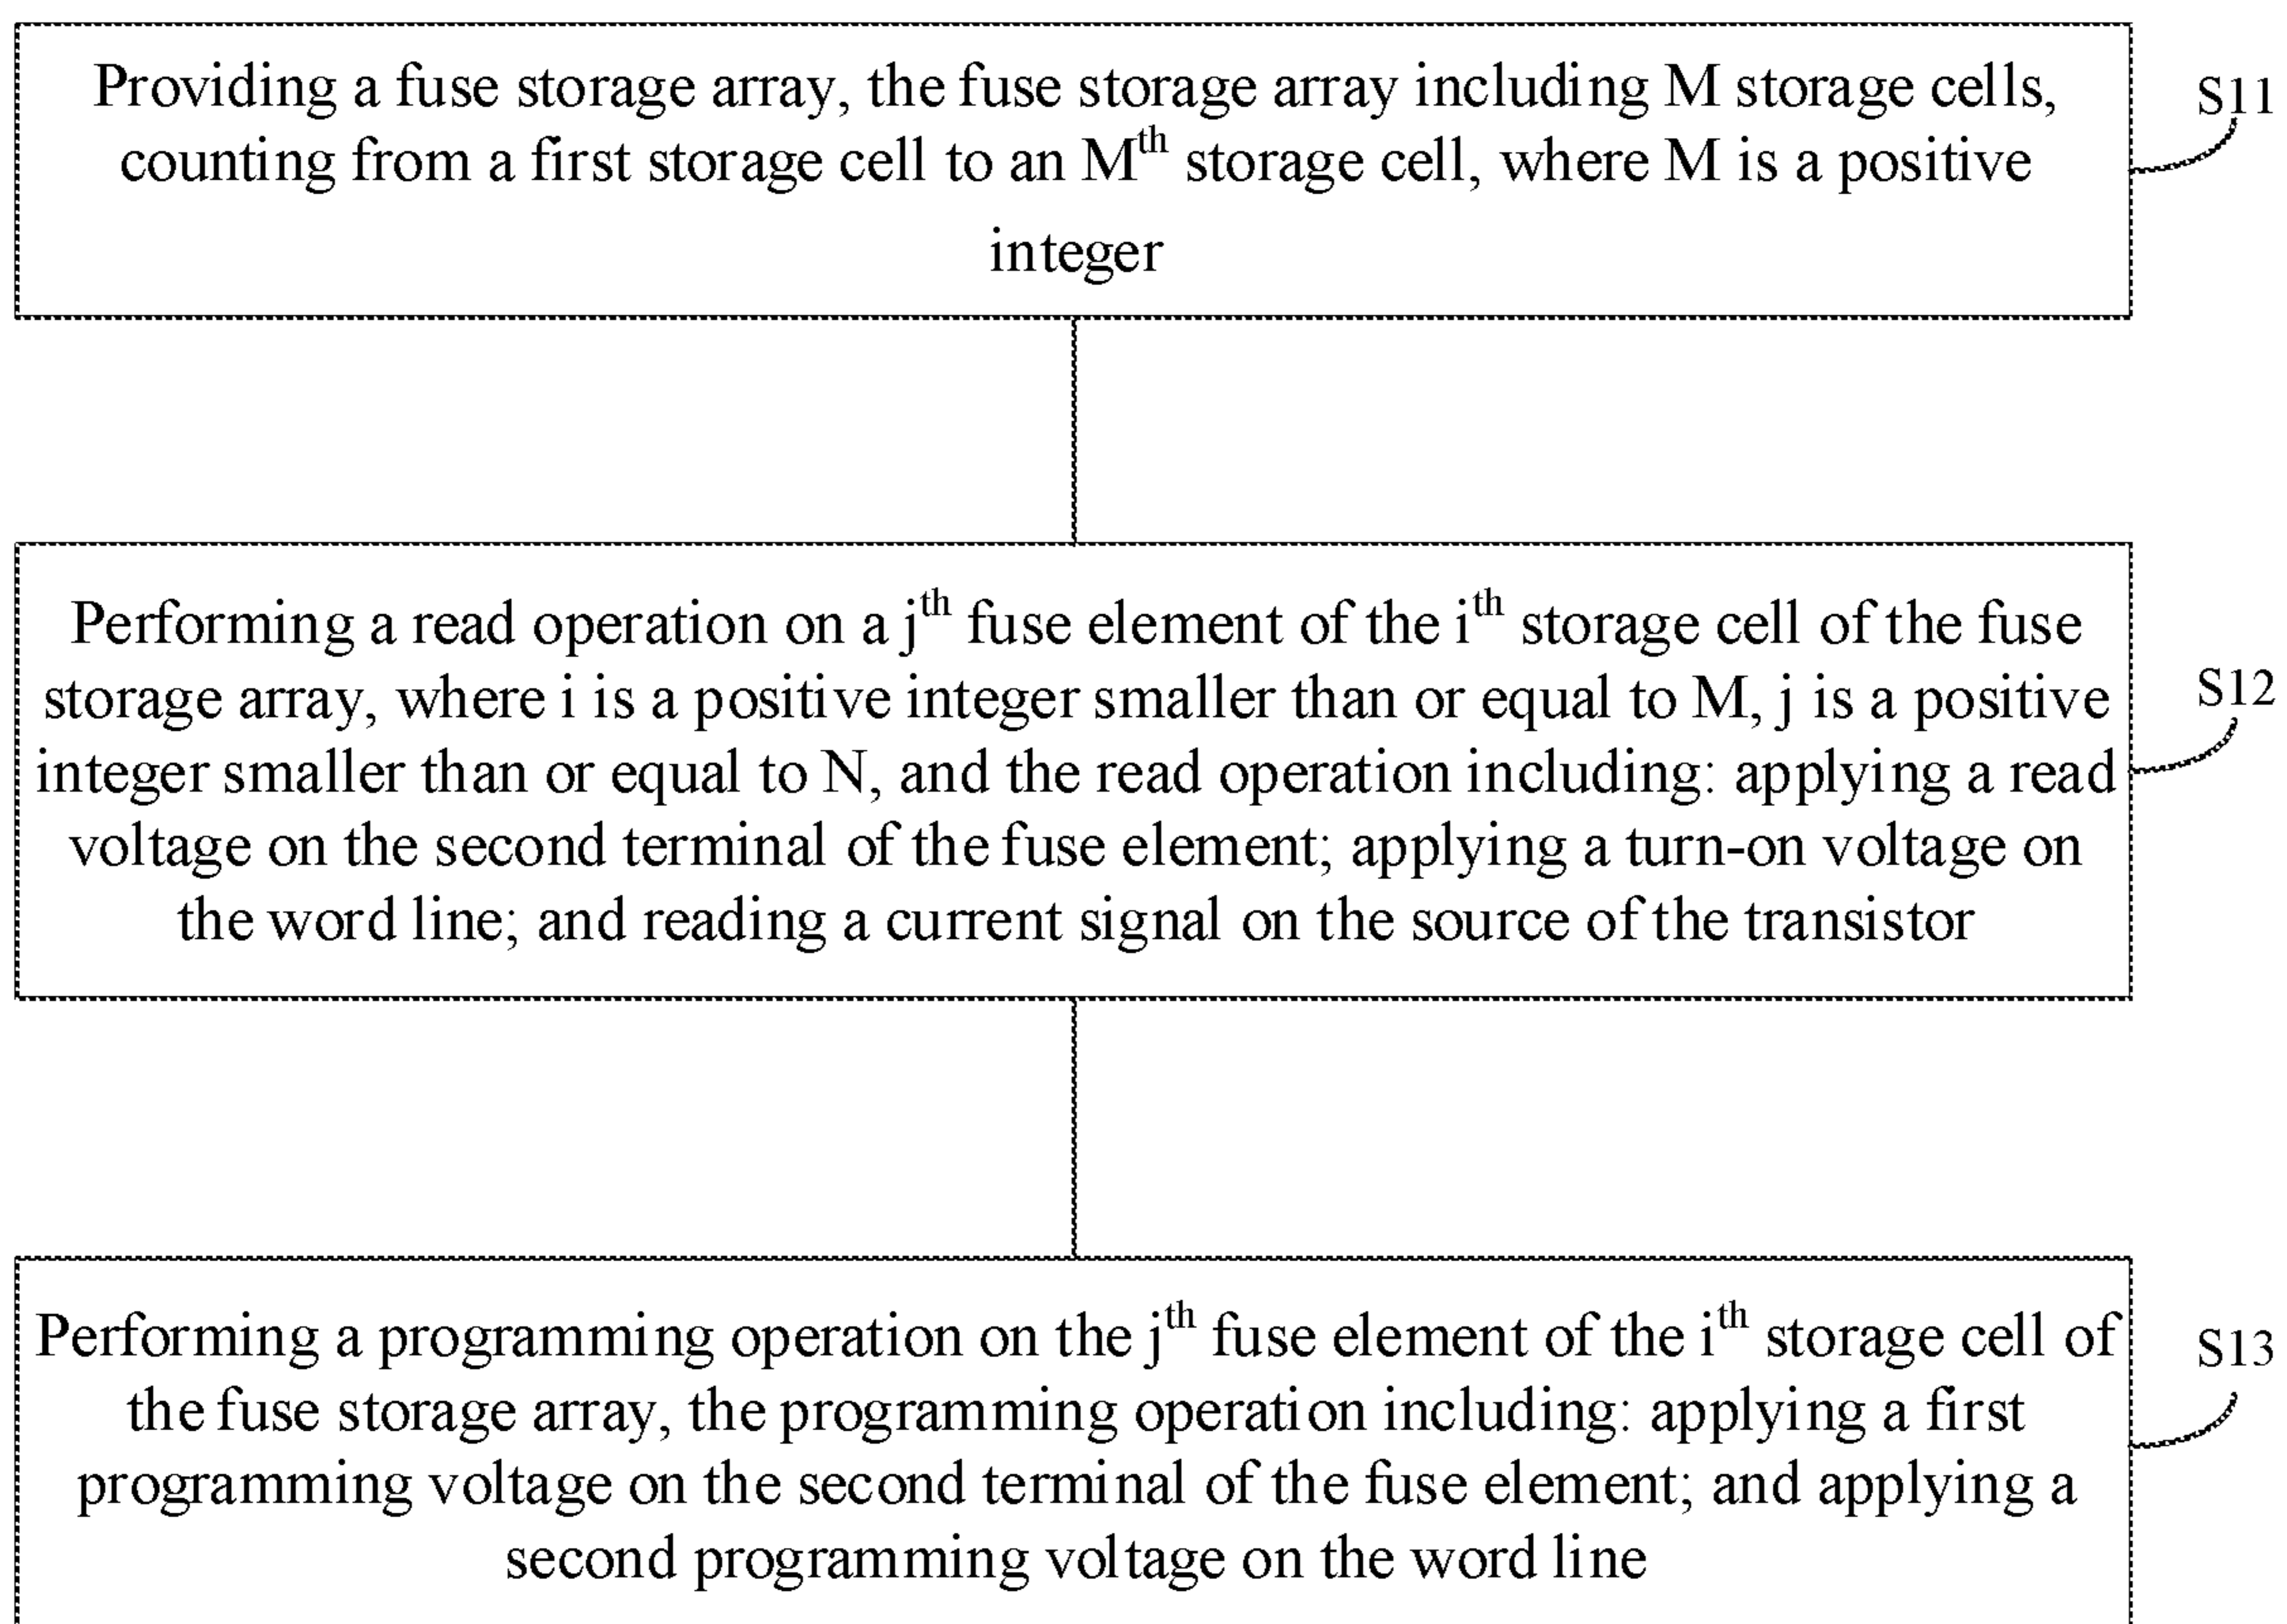 Providing a fuse storage array, the fuse storage array including M storage cells,
counting from a first storage cell to an Mth storage cell, where M is a positive
integer
S11
Performing a read operation on a jth fuse element of the ith storage cell of the fuse
storage array, where i is a positive integer smaller than or equal to M, j is a positive
integer smaller than or equal to N, and the read operation including: applying a read
voltage on the second terminal of the fuse element; applying a turn-on voltage on
the word line; and reading a current signal on the source of the transistor
S12
Performing a programming operation on the jth fuse element of the ith storage cell of
the fuse storage array, the programming operation including: applying a first
programming voltage on the second terminal of the fuse element; and applying a
second programming voltage on the word line
S13